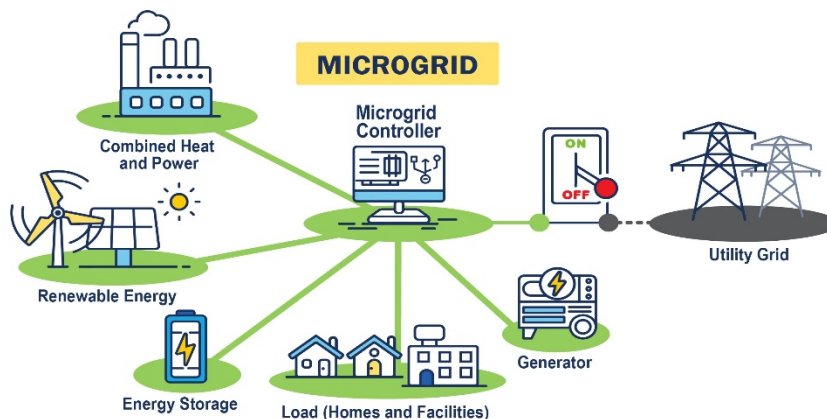 MICROGRID
Combined Heat
and Power
Microgrid
Controller
ON
OFF
Utility Grid
Renewable Energy
Generator
Energy Storage
Load (Homes and Facilities)